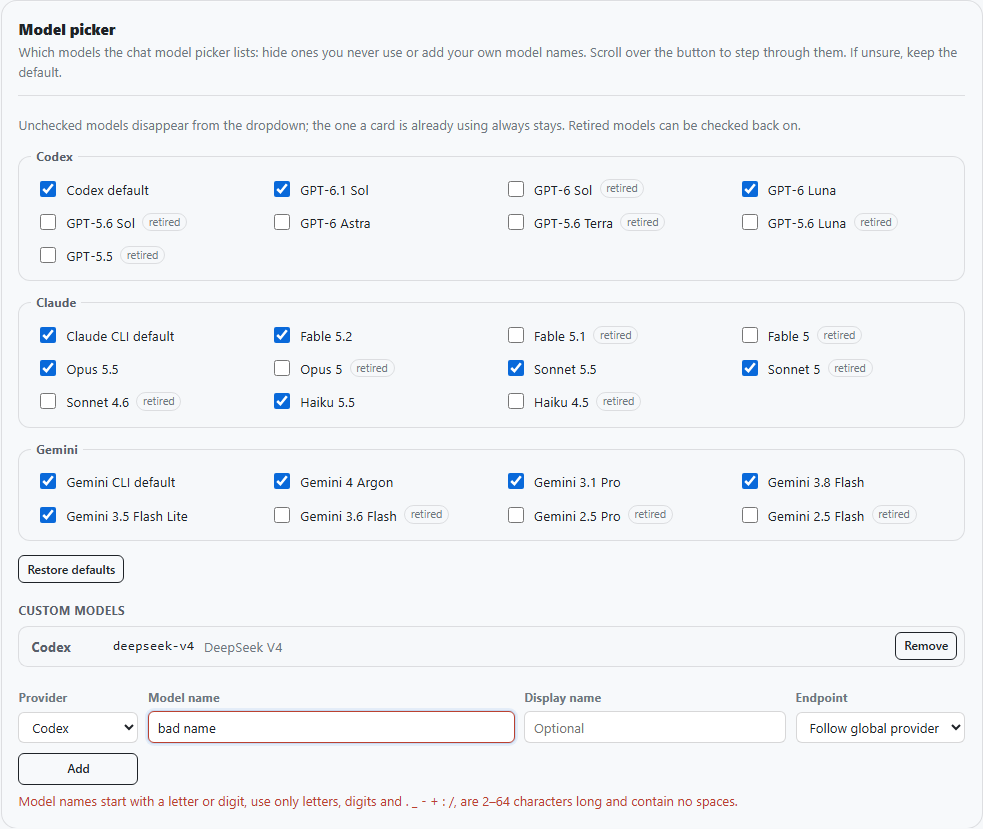 Model picker
Which models the chat model picker lists: hide ones you never use or add your own model names. Scroll over the button to step through them. If unsure, keep the
default.
Unchecked models disappear from the dropdown; the one a card is already using always stays. Retired models can be checked back on.
Codex
Codex default GPT-6.1 Sol GPT-6 Sol retired GPT-6 Luna
GPT-5.6 Sol retired GPT-6 Astra GPT-5.6 Terra retired GPT-5.6 Luna retired
GPT-5.5 retired
Claude
Claude CLI default Fable 5.2 Fable 5.1 retired Fable 5 retired
Opus 5.5 Opus 5 retired Sonnet 5.5 Sonnet 5 retired
Sonnet 4.6 retired Haiku 5.5 Haiku 4.5 retired
Gemini
Gemini CLI default Gemini 4 Argon Gemini 3.1 Pro Gemini 3.8 Flash
Gemini 3.5 Flash Lite Gemini 3.6 Flash retired Gemini 2.5 Pro retired Gemini 2.5 Flash retired
Restore defaults
CUSTOM MODELS
Codex deepseek-v4 DeepSeek V4 Remove
Provider Model name Display name Endpoint
Codex bad name Optional Follow global provider
Add
Model names start with a letter or digit, use only letters, digits and . _ - + : /, are 2–64 characters long and contain no spaces.